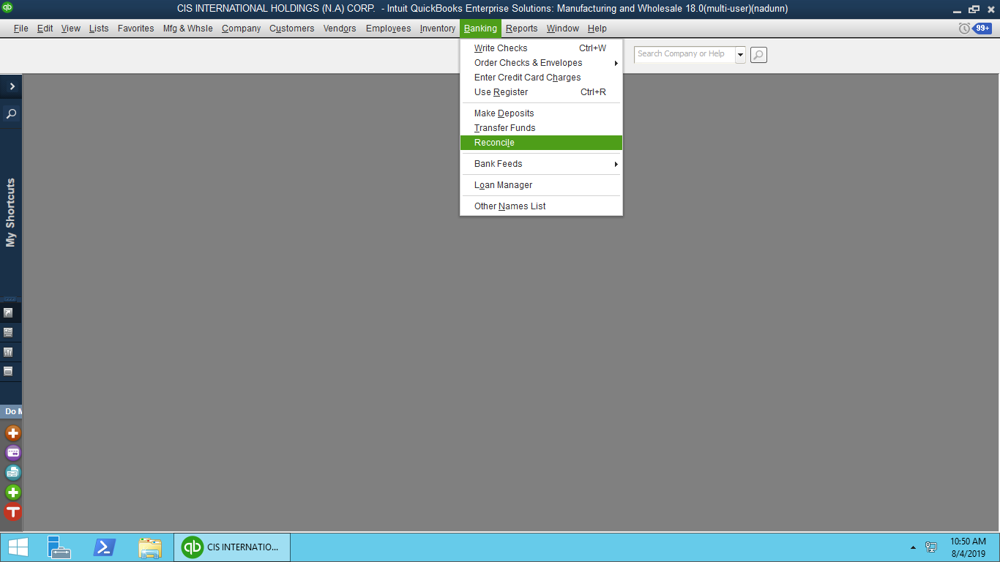 CIS INTERNATIONAL HOLDINGS (N.A) CORP.  - Intuit QuickBooks Enterprise Solutions: Manufacturing and Wholesale 18.0(multi-user)(nadunn)
File Edit View Lists Favorites Mfg & Whsle Company Customers Vendors Employees Inventory Banking Reports Window Help 99+
Write Checks Ctrl+W
Order Checks & Envelopes
Enter Credit Card Charges
Use Register Ctrl+R
Make Deposits
Transfer Funds
Reconcile
Bank Feeds
Loan Manager
Other Names List
Search Company or Help
My Shortcuts
Do M
qb CIS INTERNATIO...
10:50 AM
8/4/2019